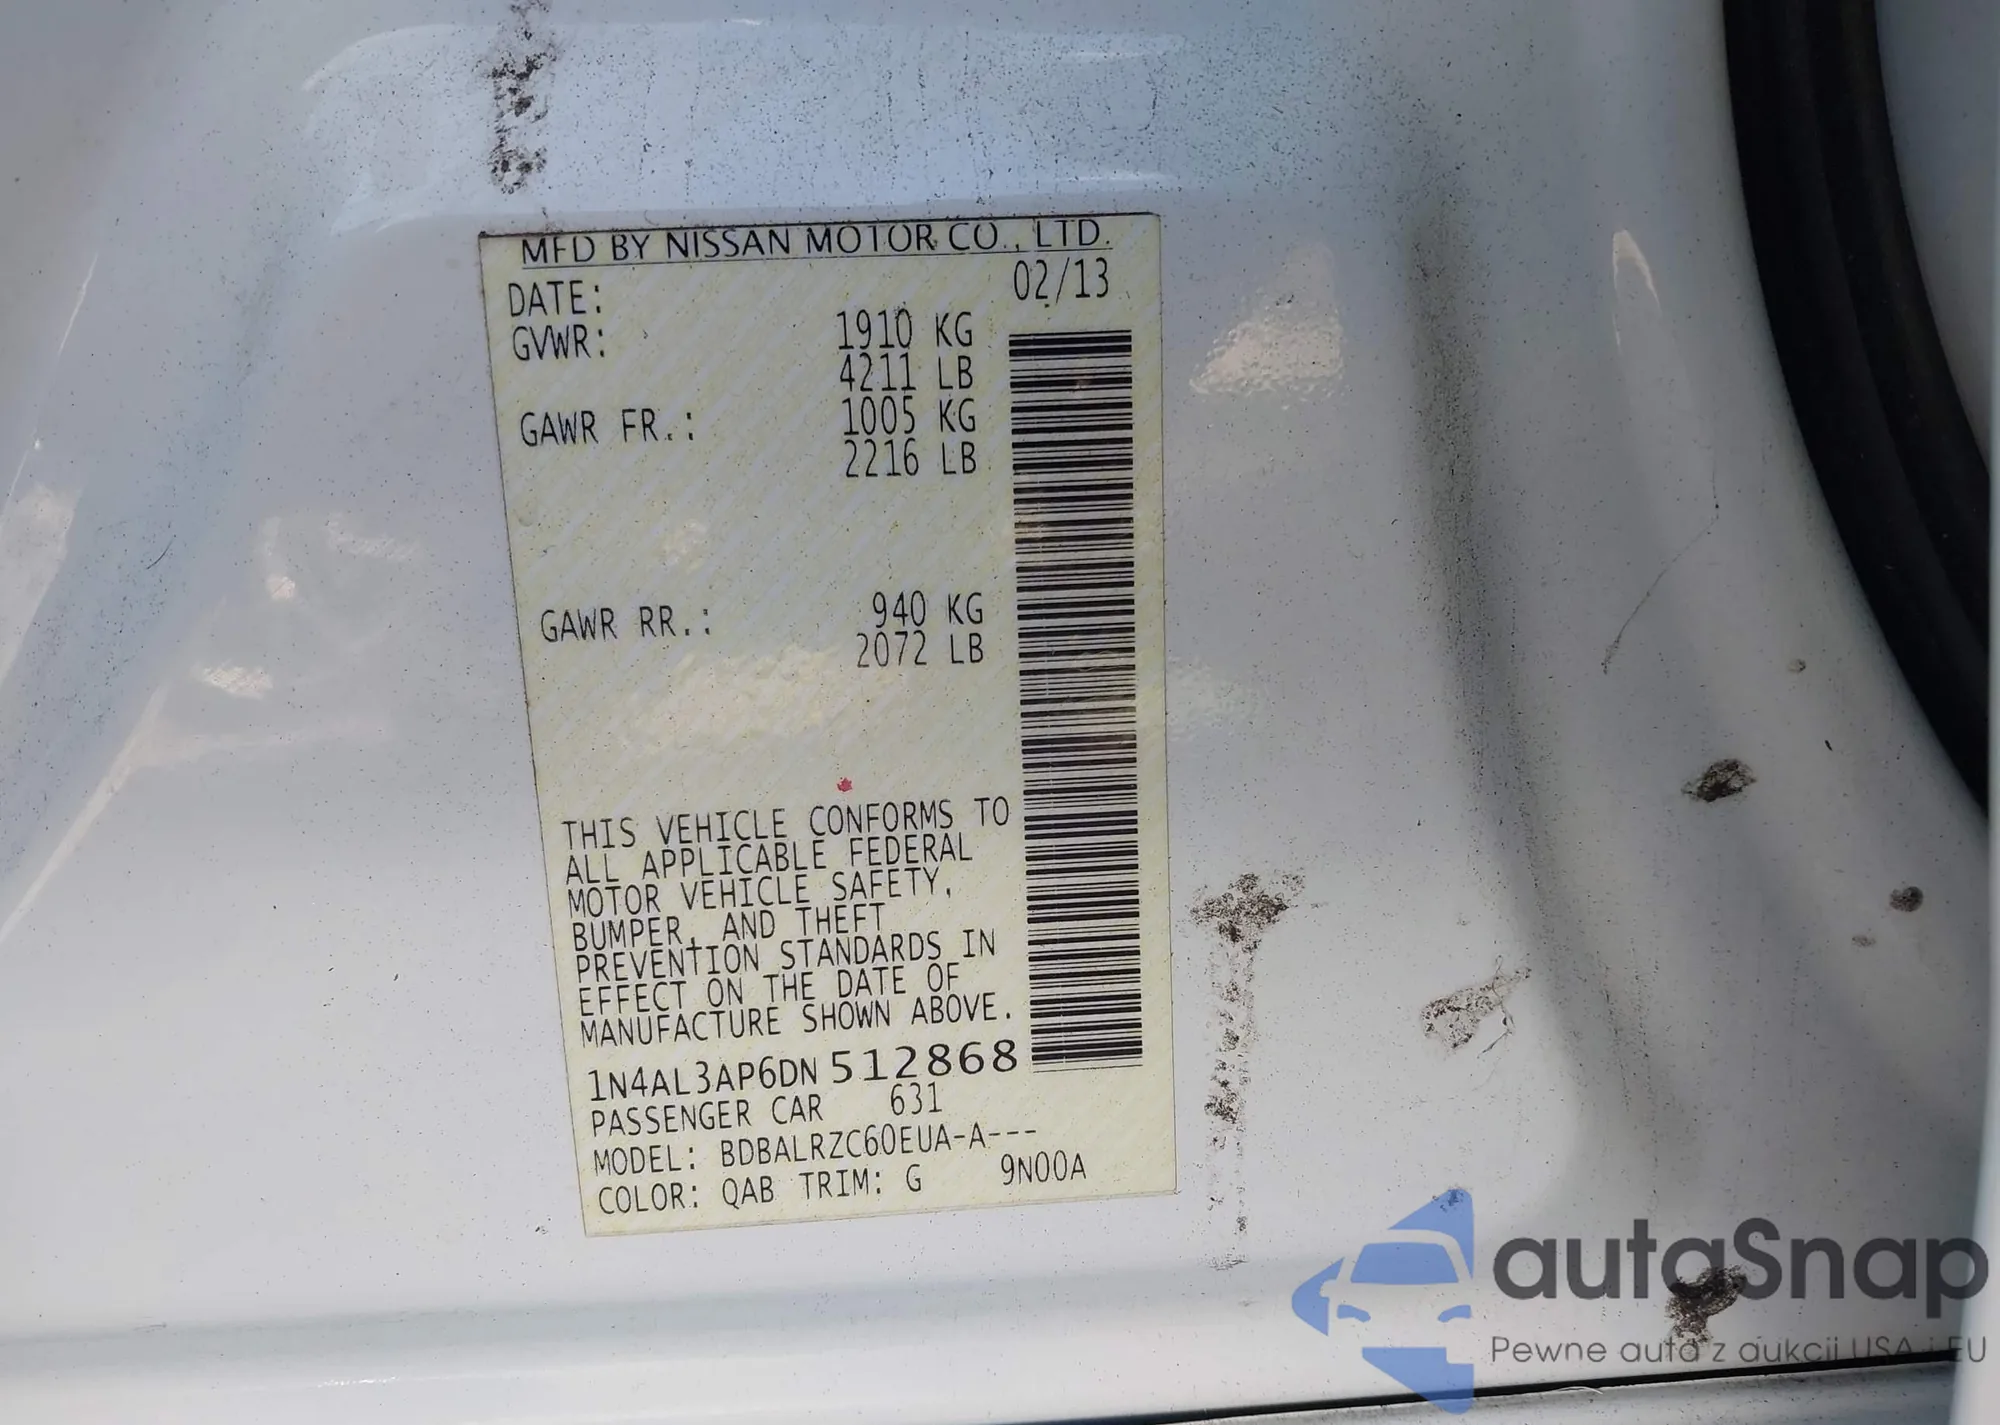 MFD BY NISSAN MOTOR CO., LTD.
DATE: 02/13
GVWR: 1910 KG
4211 LB
GAWR FR.: 1005 KG
2216 LB
GAWR RR.: 940 KG
2072 LB
THIS VEHICLE CONFORMS TO
ALL APPLICABLE FEDERAL
MOTOR VEHICLE SAFETY,
BUMPER, AND THEFT
PREVENTION STANDARDS IN
EFFECT ON THE DATE OF
MANUFACTURE SHOWN ABOVE.
1N4AL3AP6DN512868
PASSENGER CAR 631
MODEL: BDBALRZC60EUA-A---
COLOR: QAB TRIM: G 9N00A
autaSnap
Pewne auta z aukcji USA i EU